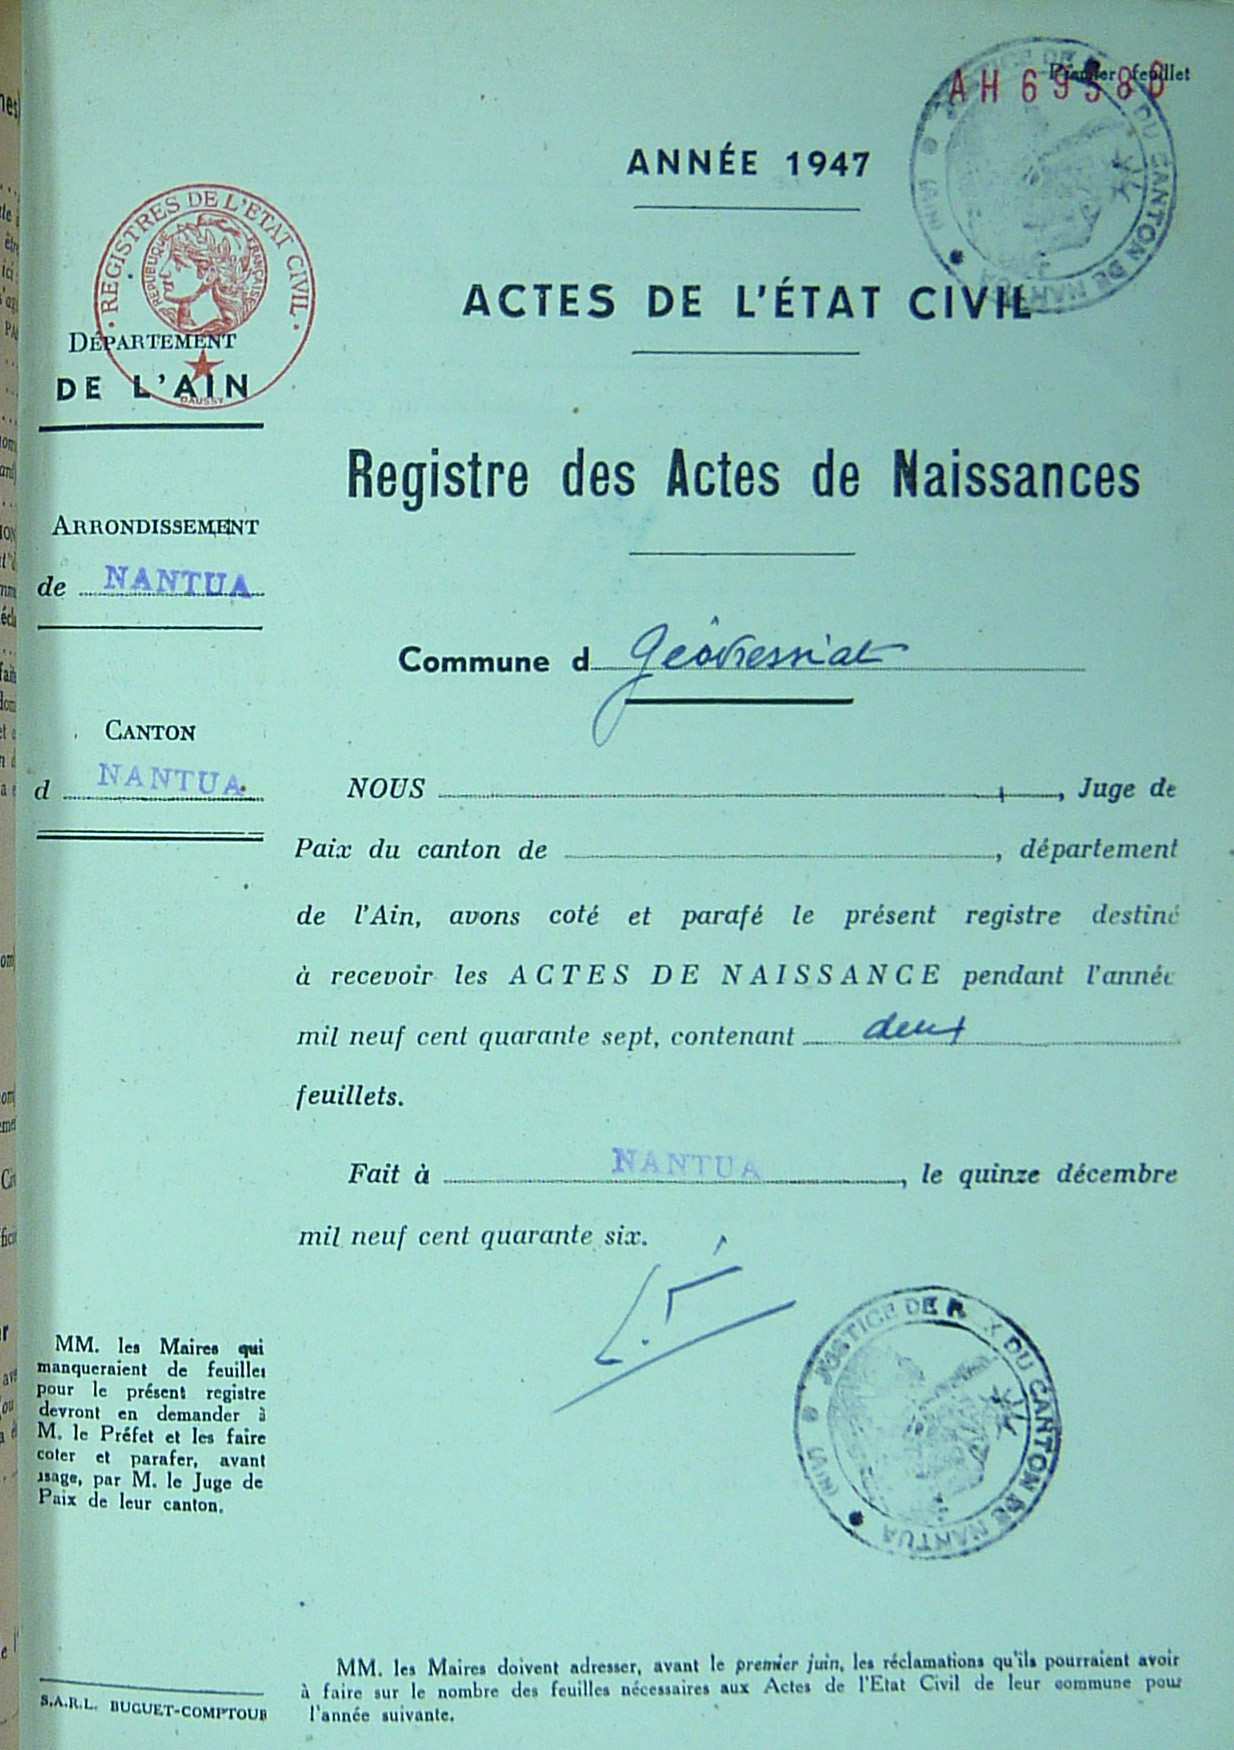 Premier feuillet
AH 69588
ANNÉE 1947
ACTES DE L'ÉTAT CIVIL
REGISTRES DE L'ETAT CIVIL
REPUBLIQUE FRANÇAISE
DAUSSY
DÉPARTEMENT
DE L'AIN
Registre des Actes de Naissances
ARRONDISSEMENT
de NANTUA
Commune d Géovressiat
CANTON
d NANTUA
NOUS , Juge de
Paix du canton de , département
de l'Ain, avons coté et parafé le présent registre destiné
à recevoir les ACTES DE NAISSANCE pendant l'année
mil neuf cent quarante sept, contenant deux
feuillets.
Fait à NANTUA , le quinze décembre
mil neuf cent quarante six.
JUSTICE DE P X DU CANTON DE NANTUA
(AIN)
MM. les Maires qui
manqueraient de feuillet
pour le présent registre
devront en demander à
M. le Préfet et les faire
coter et parafer, avant
usage, par M. le Juge de
Paix de leur canton.
S.A.R.L. BUGUET-COMPTOUR
MM. les Maires doivent adresser, avant le premier juin, les réclamations qu'ils pourraient avoir
à faire sur le nombre des feuilles nécessaires aux Actes de l'Etat Civil de leur commune pour
l'année suivante.